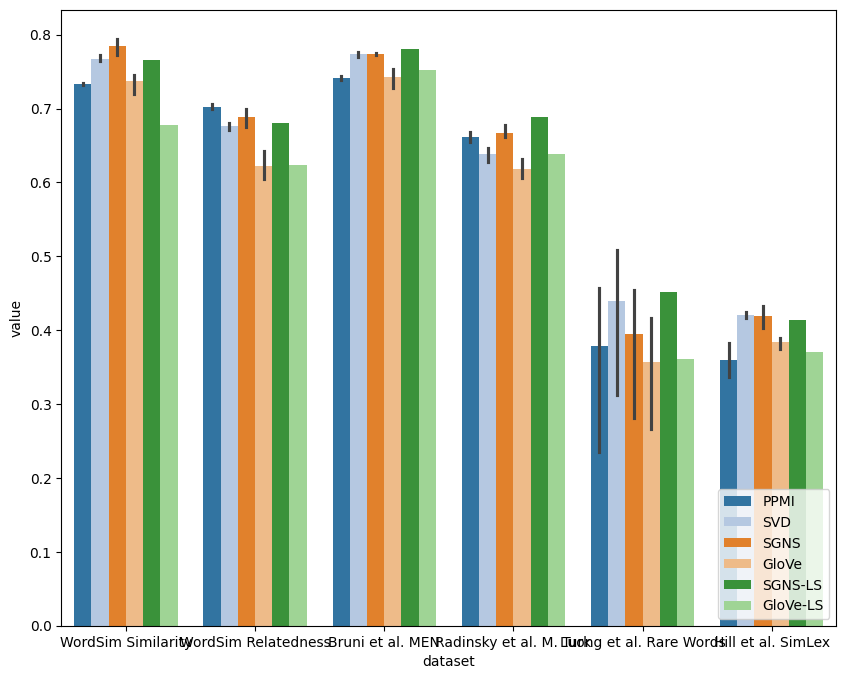 0.8
0.7
0.6
0.5
0.4
0.3
0.2
0.1
0.0
value
PPMI
SVD
SGNS
GloVe
SGNS-LS
GloVe-LS
WordSim Similarity
WordSim Relatedness
Bruni et al. MEN
Radinsky et al. M. Turk
Luong et al. Rare Words
Hill et al. SimLex
dataset